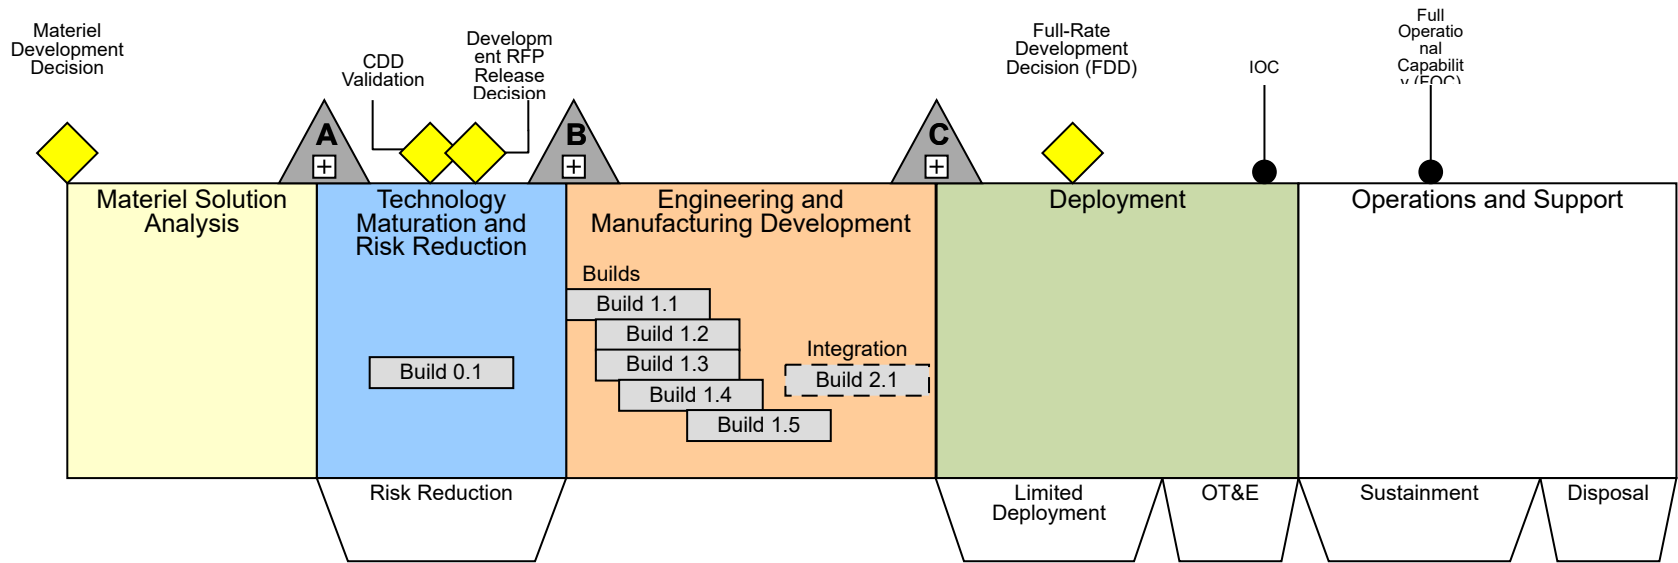 Materiel
Development
Decision
CDD
Validation
Developm
ent RFP
Release
Decision
Full-Rate
Development
Decision (FDD)
IOC
Full
Operatio
nal
Capabilit
y (FOC)
A
B
C
Materiel Solution
Analysis
Technology
Maturation and
Risk Reduction
Engineering and
Manufacturing Development
Deployment
Operations and Support
Builds
Build 1.1
Build 1.2
Build 1.3
Build 1.4
Build 1.5
Integration
Build 2.1
Build 0.1
Risk Reduction
Limited
Deployment
OT&E
Sustainment
Disposal